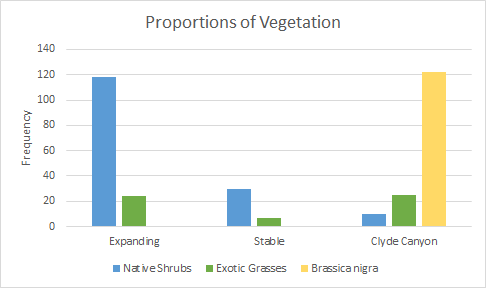 Proportions of Vegetation
140
120
100
80
60
40
20
0
Frequency
Expanding
Stable
Clyde Canyon
Native Shrubs
Exotic Grasses
Brassica nigra